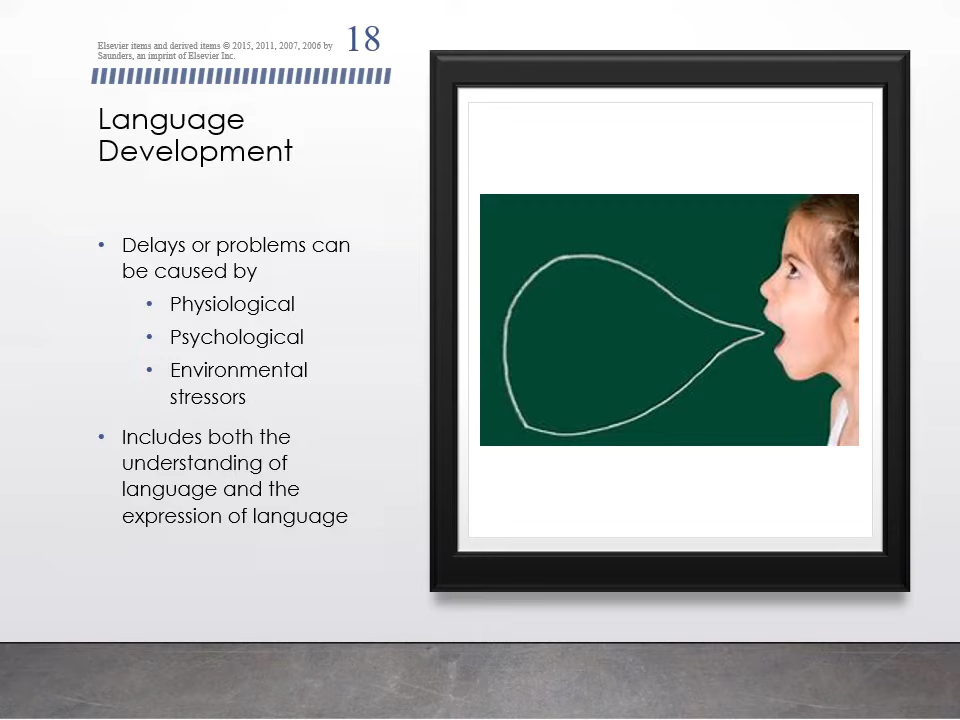 Elsevier items and derived items © 2015, 2011, 2007, 2006 by
Saunders, an imprint of Elsevier Inc.
18
Language
Development
• Delays or problems can
be caused by
• Physiological
• Psychological
• Environmental
stressors
• Includes both the
understanding of
language and the
expression of language